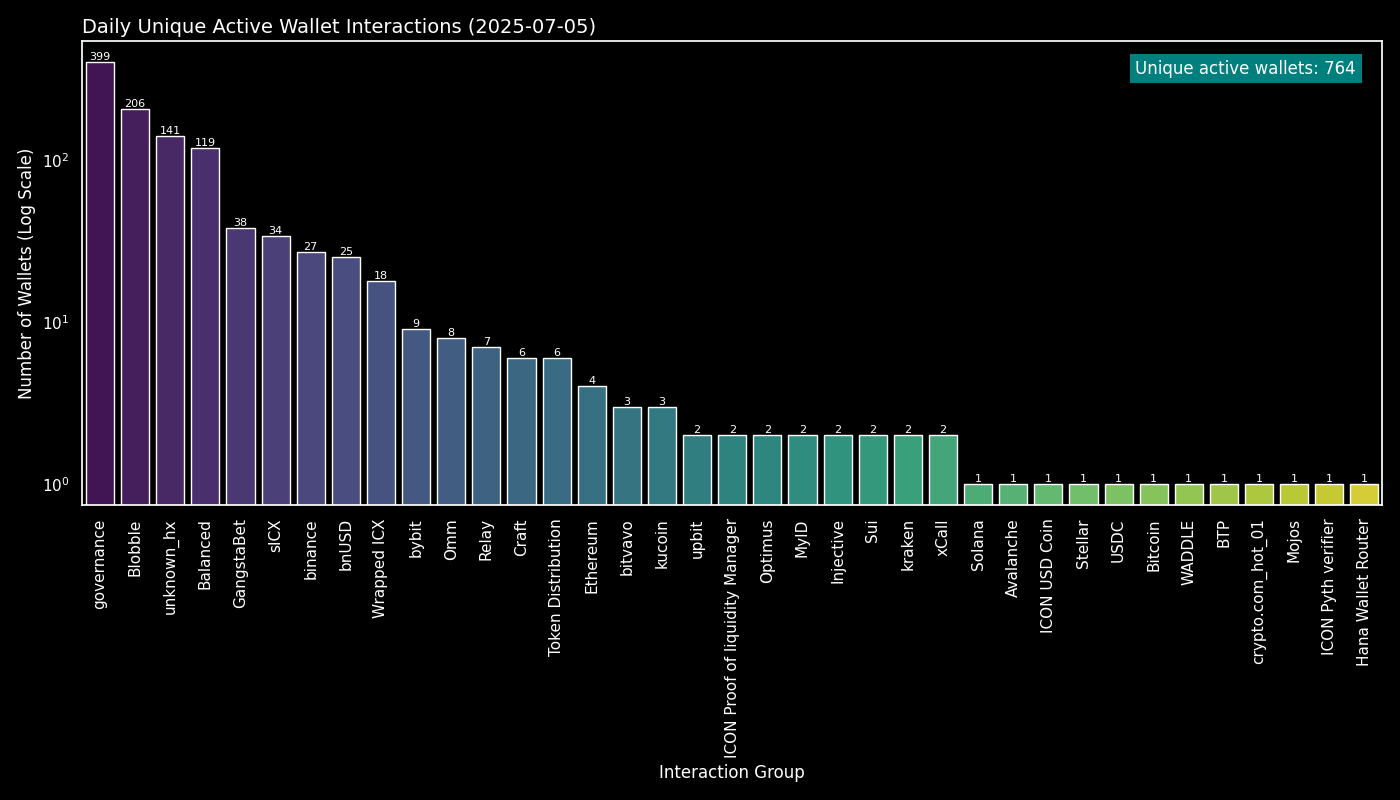 Daily Unique Active Wallet Interactions (2025-07-05)
Unique active wallets: 764
Number of Wallets (Log Scale)
10²
10¹
10⁰
399
206
141
119
38
34
27
25
18
9
8
7
6
6
4
3
3
2
2
2
2
2
2
2
2
1
1
1
1
1
1
1
1
1
1
1
1
governance
Blobble
unknown_hx
Balanced
GangstaBet
sICX
binance
bnUSD
Wrapped ICX
bybit
Omm
Relay
Craft
Token Distribution
Ethereum
bitvavo
kucoin
upbit
ICON Proof of liquidity Manager
Optimus
MyID
Injective
Sui
kraken
xCall
Solana
Avalanche
ICON USD Coin
Stellar
USDC
Bitcoin
WADDLE
BTP
crypto.com_hot_01
Mojos
ICON Pyth verifier
Hana Wallet Router
Interaction Group